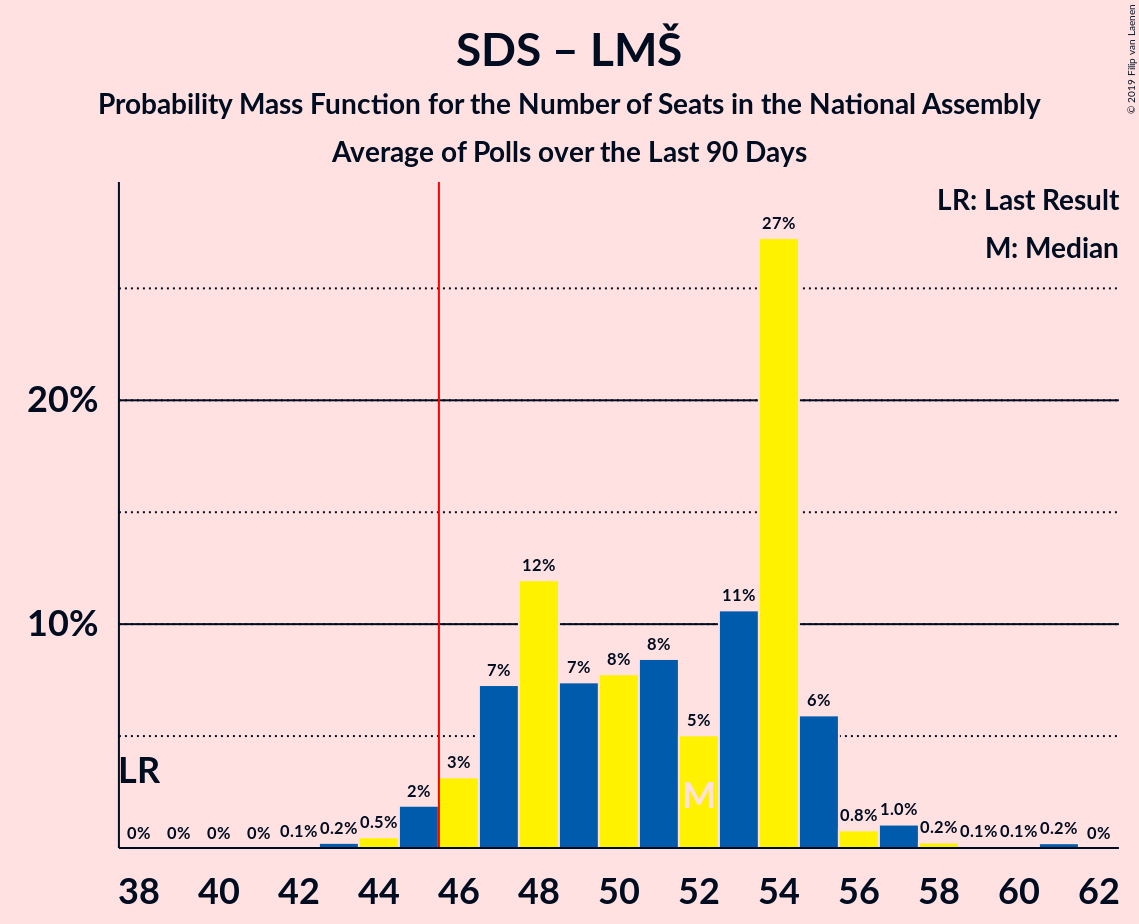 SDS – LMŠ
Probability Mass Function for the Number of Seats in the National Assembly
Average of Polls over the Last 90 Days
© 2019 Filip van Laenen
LR: Last Result
M: Median
27%
20%
12%
11%
10%
8%
8%
7%
7%
6%
5%
LR
3%
M
2%
0% 0% 0% 0% 0.1% 0.2% 0.5% 0.8% 1.0% 0.2% 0.1% 0.1% 0.2% 0%
38 40 42 44 46 48 50 52 54 56 58 60 62